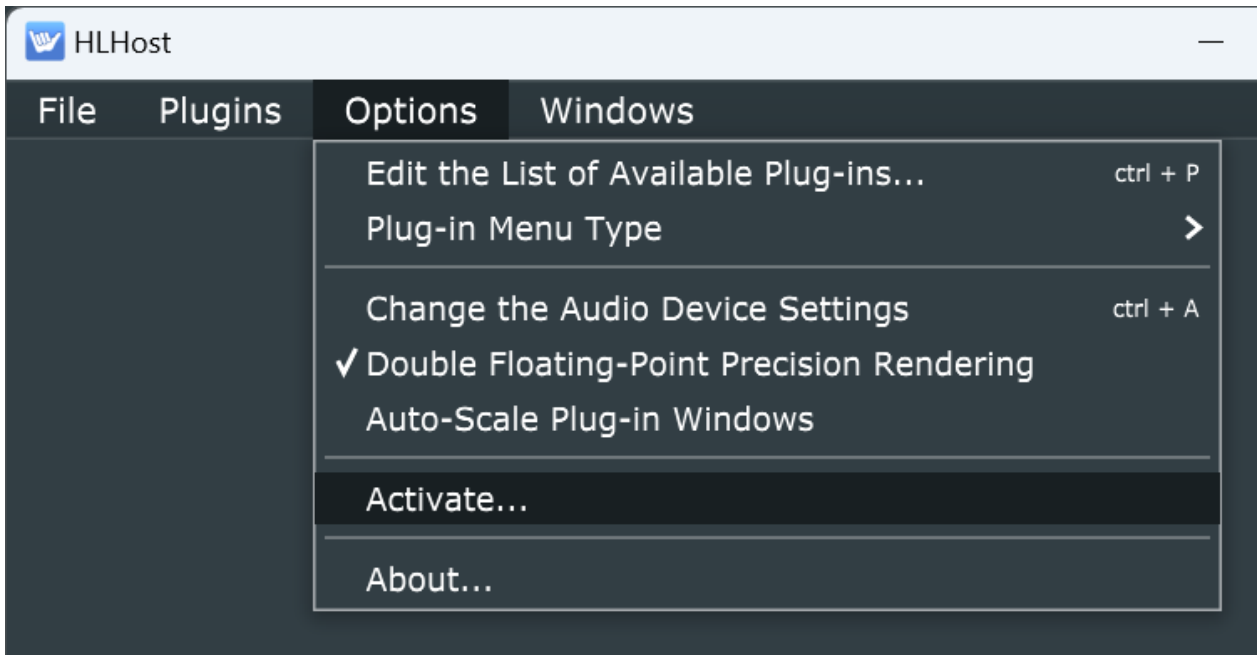 HLHost
File Plugins Options Windows
Edit the List of Available Plug-ins... ctrl + P
Plug-in Menu Type
Change the Audio Device Settings ctrl + A
Double Floating-Point Precision Rendering
Auto-Scale Plug-in Windows
Activate...
About...